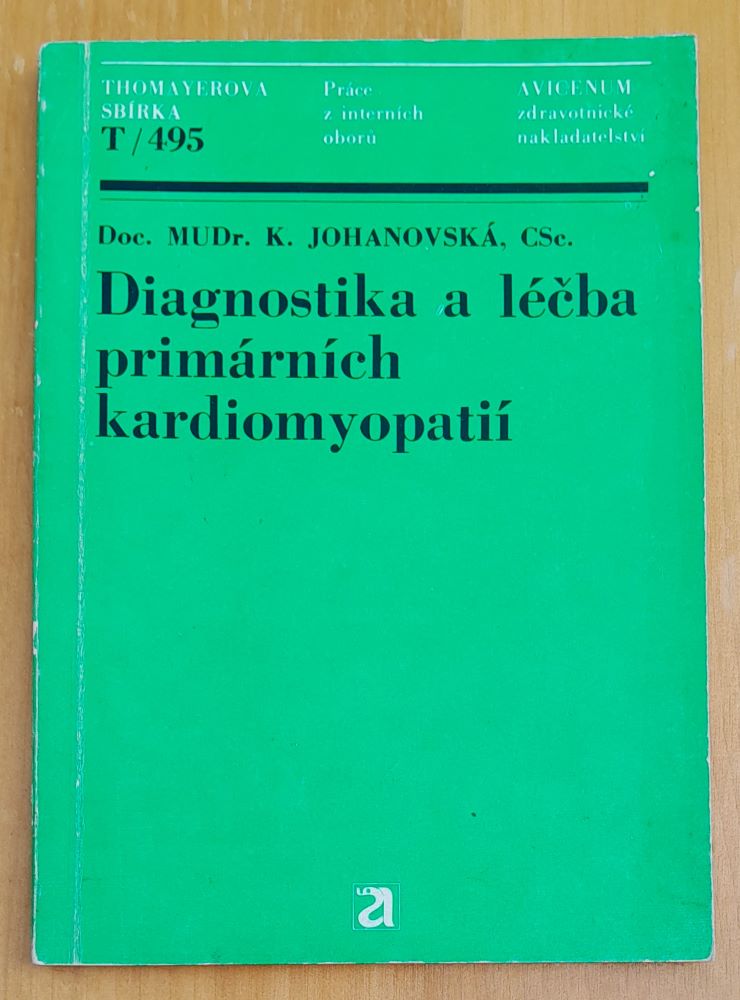 THOMAYEROVA
SBÍRKA
T/495
Práce
z interních
oborů
AVICENUM
zdravotnické
nakladatelství
Doc. MUDr. K. JOHANOVSKÁ, CSc.
Diagnostika a léčba
primárních
kardiomyopatií